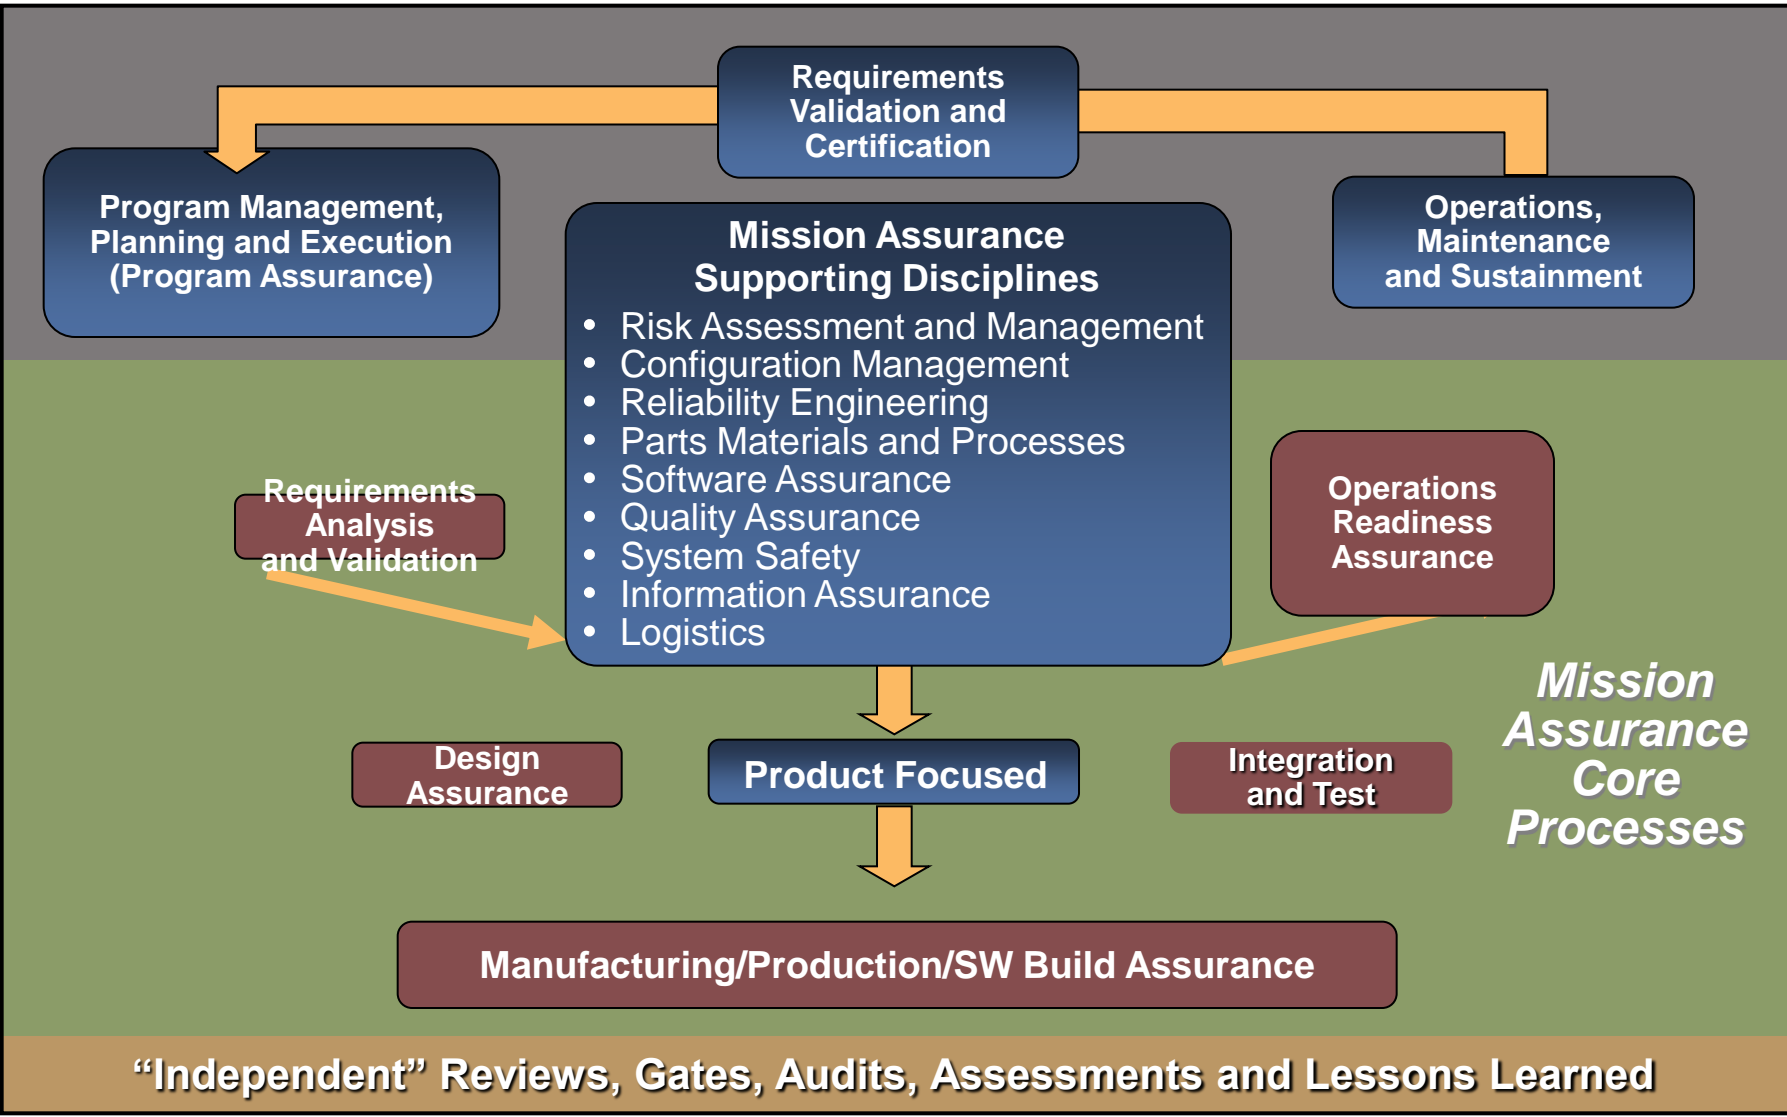 Requirements
Validation and
Certification
Program Management,
Planning and Execution
(Program Assurance)
Operations,
Maintenance
and Sustainment
Mission Assurance
Supporting Disciplines
• Risk Assessment and Management
• Configuration Management
• Reliability Engineering
• Parts Materials and Processes
• Software Assurance
• Quality Assurance
• System Safety
• Information Assurance
• Logistics
Requirements
Analysis
and Validation
Operations
Readiness
Assurance
Mission
Assurance
Core
Processes
Design
Assurance
Product Focused
Integration
and Test
Manufacturing/Production/SW Build Assurance
“Independent” Reviews, Gates, Audits, Assessments and Lessons Learned